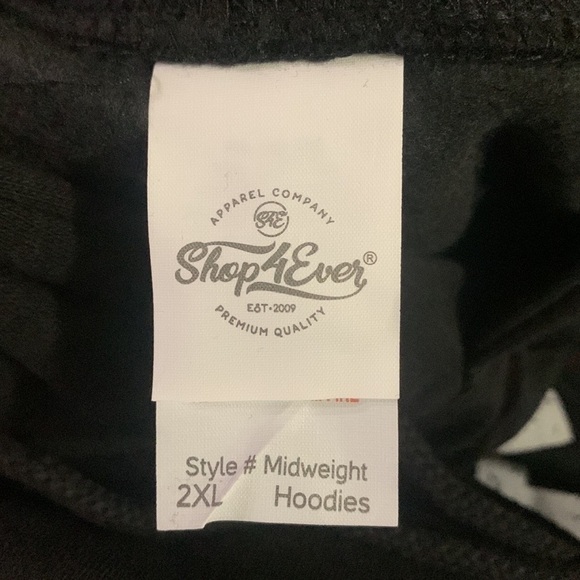 APPAREL COMPANY
S4E
Shop4Ever®
EST•2009
PREMIUM QUALITY
Style # Midweight
2XL Hoodies